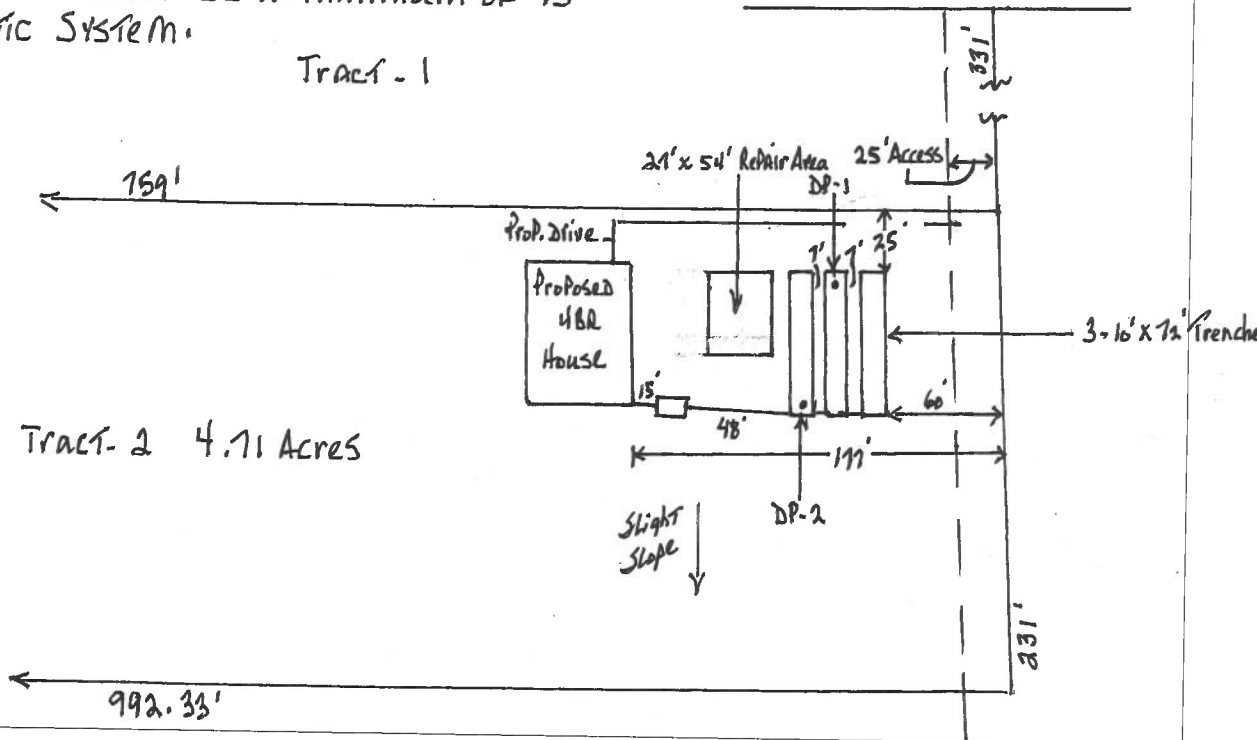 tic System.
Tract-1
331'
27' x 54' Repair Area
25' Access
DP-1
759'
Prop. Drive
7'
7'
25'
Proposed
4BR
House
3-10' x 72' Trenche
15'
60'
48'
Tract-2 4.71 Acres
177'
DP-2
Slight
Slope
231'
992.33'